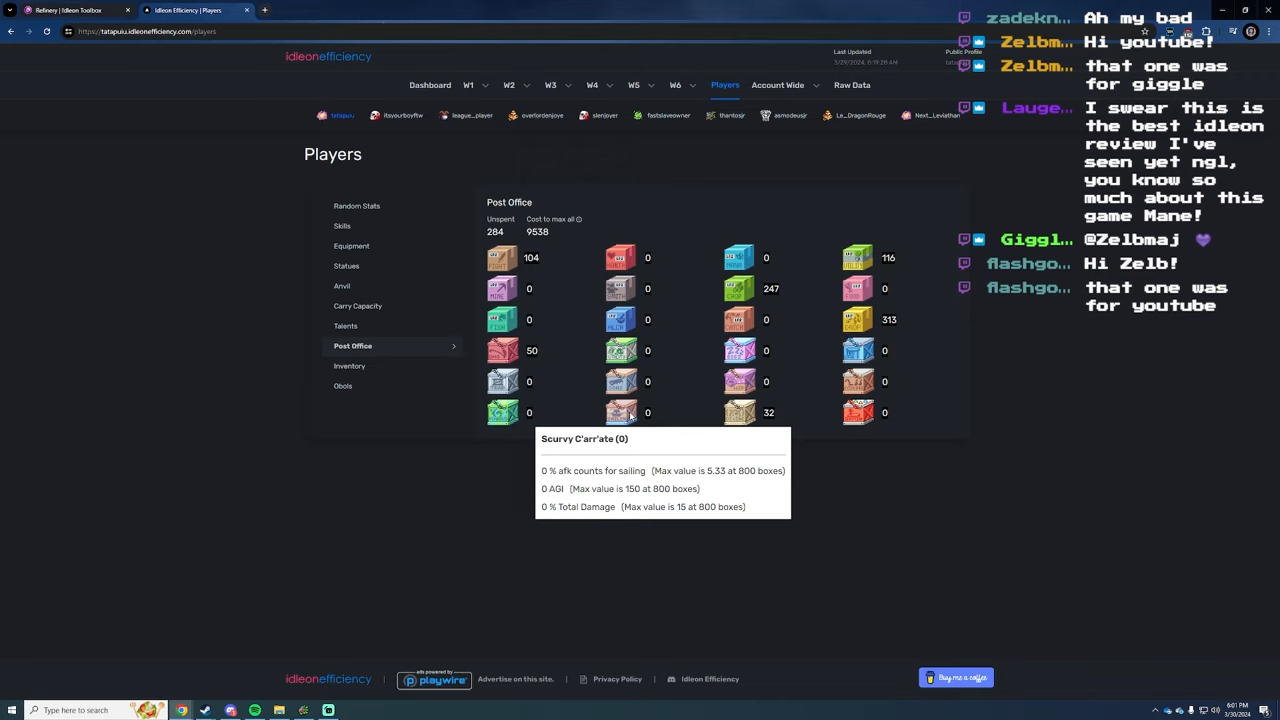 Refinery | Idleon Toolbox
Idleon Efficiency | Players
https://tatapuiu.idleonefficiency.com/players
idleonefficiency
Last Updated
3/29/2024, 6:19:28 AM
Public Profile
Dashboard W1 W2 W3 W4 W5 W6 Players Account Wide Raw Data
tatapuu itsyourboyftw league_player overlordenjoye slenjoyer fastslaveowner thantosjr asmodeusjr Le_DragonRouge Next_Leviathan
Players
Random Stats
Skills
Equipment
Statues
Anvil
Carry Capacity
Talents
Post Office
Inventory
Obols
Post Office
Unspent Cost to max all
284 9538
104 0 0 116
0 0 247 0
0 0 0 313
50 0 0 0
0 0 0 0
0 0 32 0
Scurvy C'arr'ate (0)
0 % afk counts for sailing (Max value is 5.33 at 800 boxes)
0 AGI (Max value is 150 at 800 boxes)
0 % Total Damage (Max value is 15 at 800 boxes)
zadekn... Ah my bad
Zelbm... Hi youtube!
Zelbm... that one was
for giggle
Lauge... I swear this is
the best idleon
review I've
seen yet ngl,
you know so
much about this
game Mane!
Giggl... @Zelbmaj
flashgo... Hi Zelb!
flashgo... that one was
for youtube
idleonefficiency
ads powered by
playwire
Advertise on this site.
Privacy Policy
Idleon Efficiency
Buy me a coffee
Type here to search
6:01 PM
3/30/2024